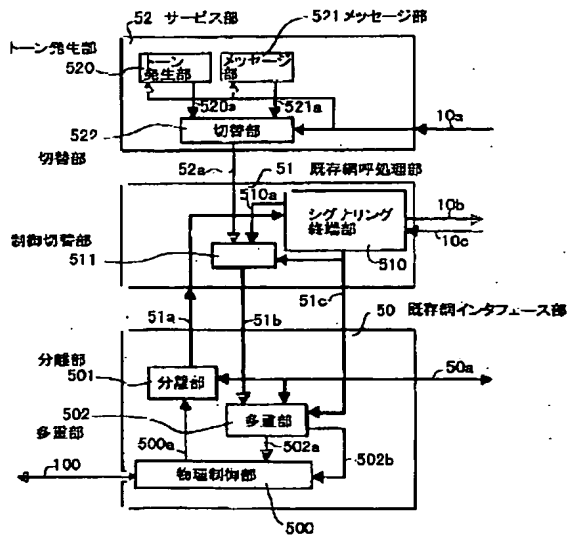 52 サービス部
521 メッセージ部
トーン発生部
520
トーン
発生部
メッセージ
部
520a
521a
522
切替部
10a
切替部
52a
51
既存網呼処理部
510a
シグナリング
終端部
510
10b
10c
制御切替部
511
51a
51b
51c
50 既存網インタフェース部
分離部
501
分離部
50a
502
多重部
多重部
500a
502a
502b
100
物理制御部
500